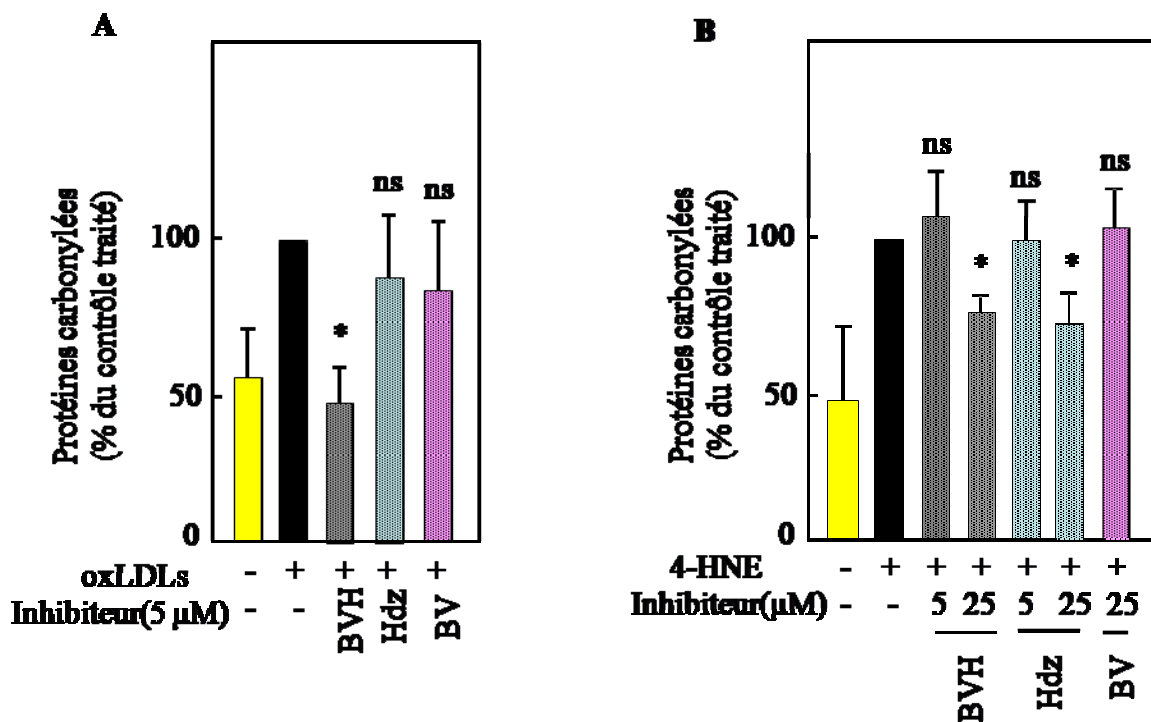 A
Protéines carbonylées
(% du contrôle traité)
100
50
0
*
ns
ns
oxLDLs - + + + +
Inhibiteur(5 µM) - - BVH Hdz BV
B
Protéines carbonylées
(% du contrôle traité)
100
50
0
ns
*
ns
*
ns
4-HNE - + + + + + +
Inhibiteur(µM) - - 5 25 5 25 25
BVH Hdz BV